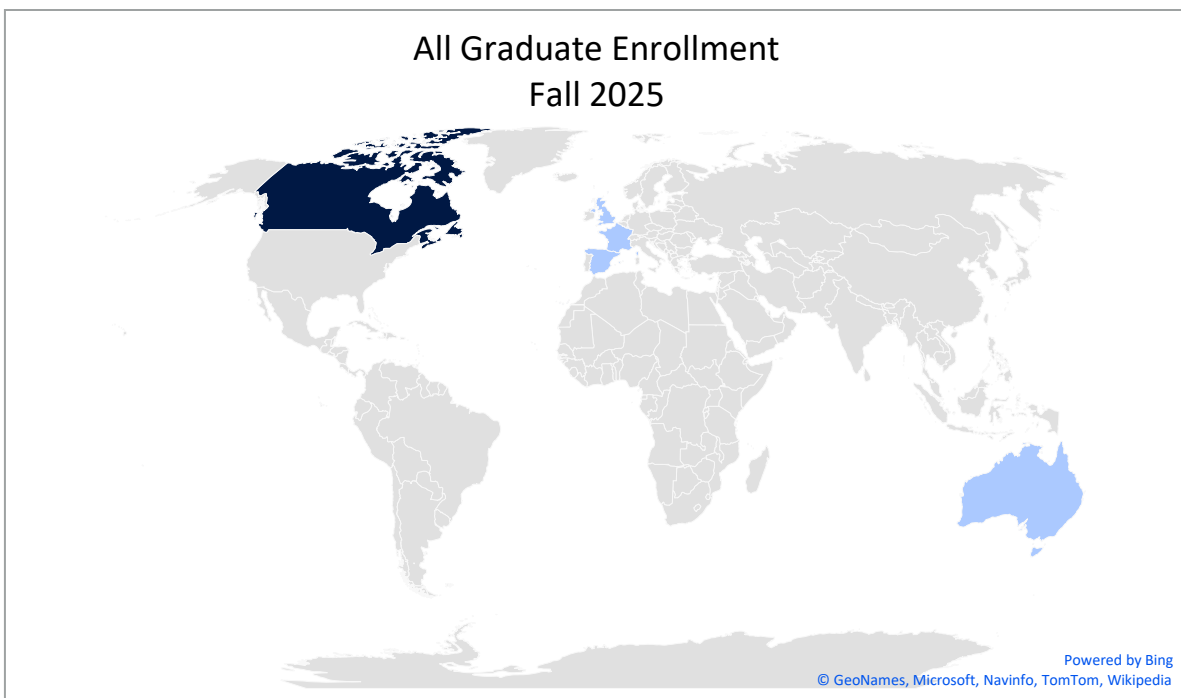 All Graduate Enrollment
Fall 2025
Powered by Bing
© GeoNames, Microsoft, Navinfo, TomTom, Wikipedia